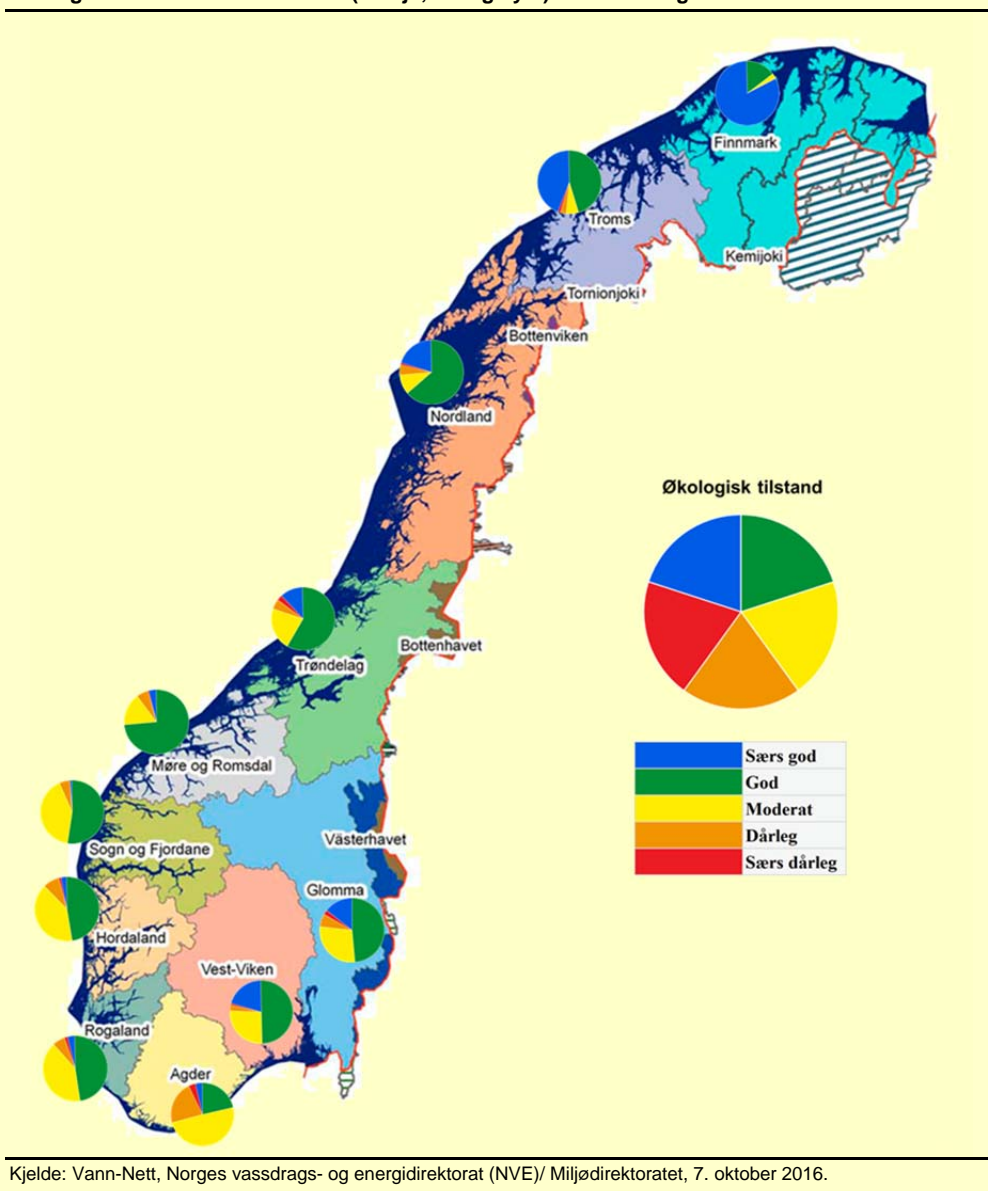 Finnmark
Troms
Kemijoki
Tornionjoki
Bottenviken
Nordland
Økologisk tilstand
Bottenhavet
Trøndelag
Møre og Romsdal
Særs god
God
Moderat
Dårleg
Særs dårleg
Västerhavet
Sogn og Fjordane
Glomma
Hordaland
Vest-Viken
Rogaland
Agder
Kjelde: Vann-Nett, Norges vassdrags- og energidirektorat (NVE)/ Miljødirektoratet, 7. oktober 2016.